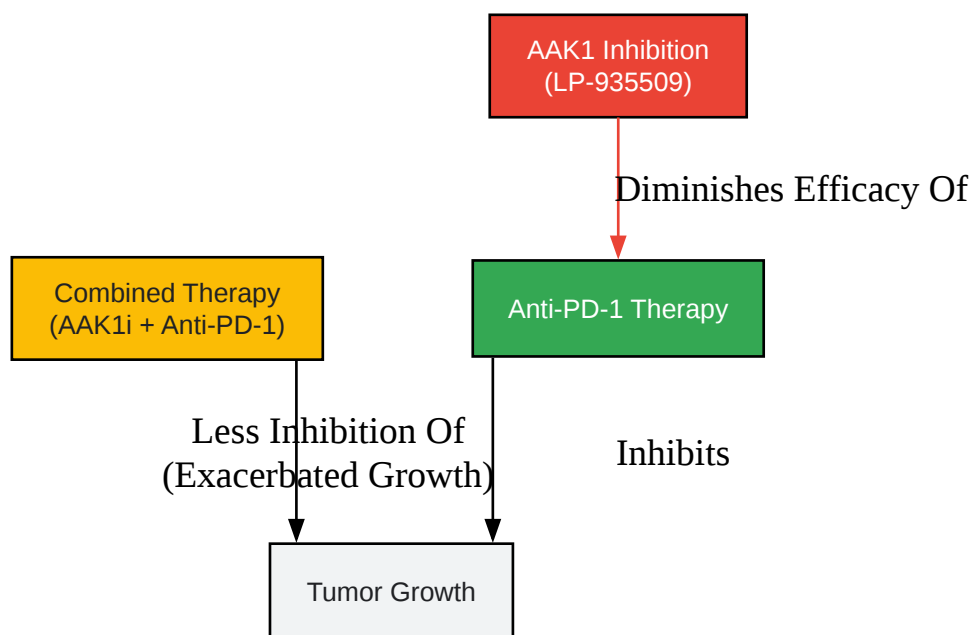 AAK1 Inhibition
(LP-935509)
Diminishes Efficacy Of
Combined Therapy
(AAK1i + Anti-PD-1)
Anti-PD-1 Therapy
Less Inhibition Of
(Exacerbated Growth)
Inhibits
Tumor Growth